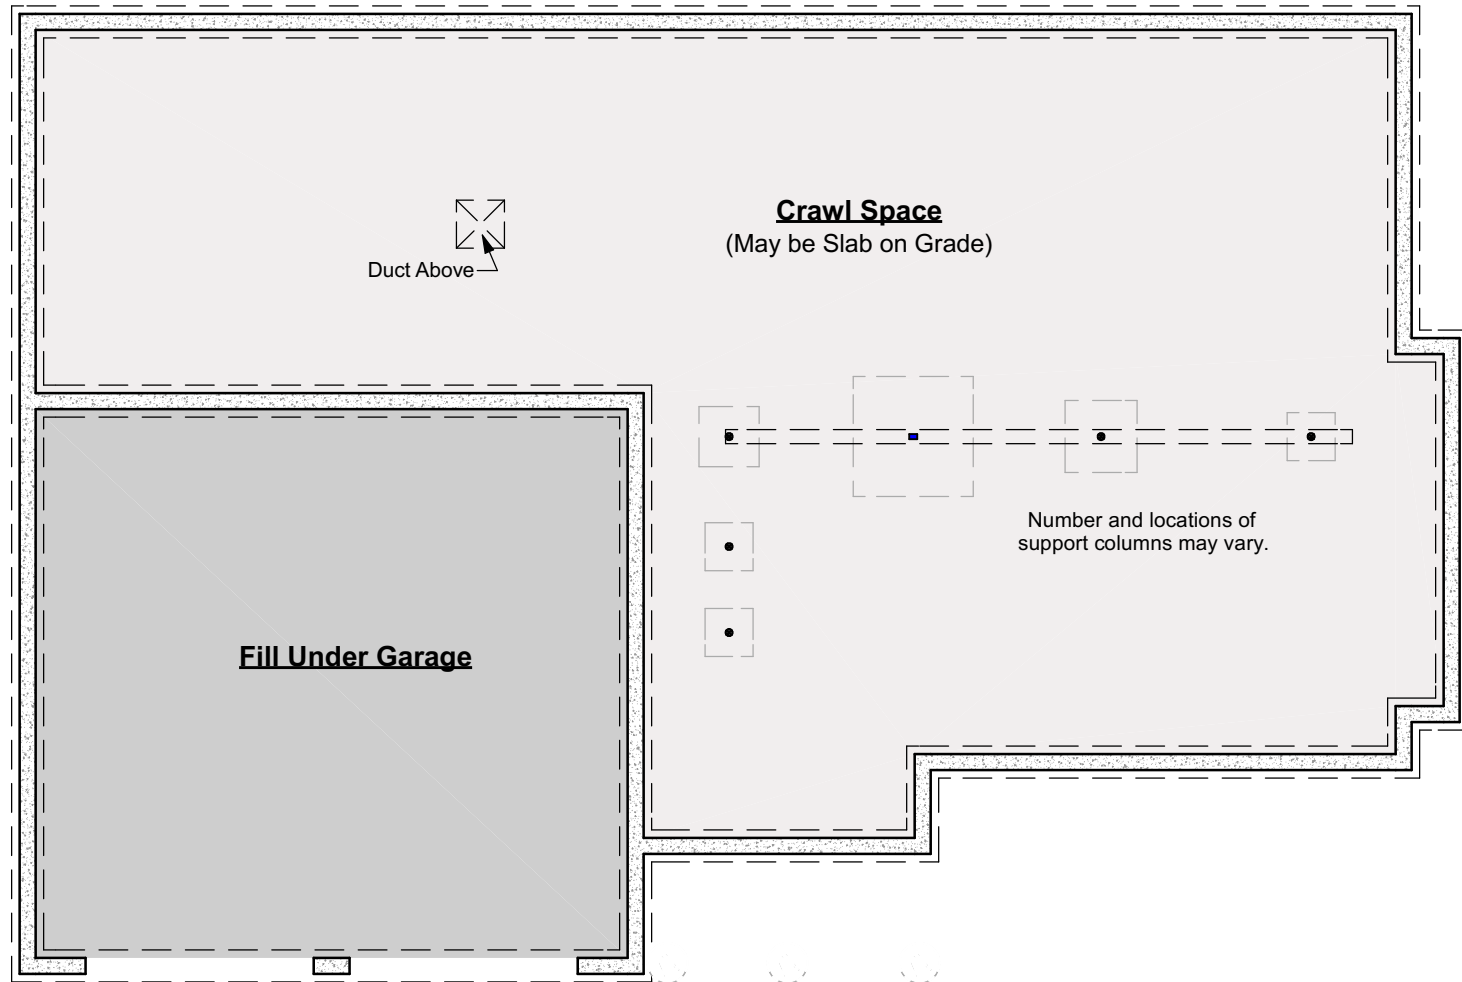 Crawl Space
(May be Slab on Grade)
Duct Above
Number and locations of
support columns may vary.
Fill Under Garage